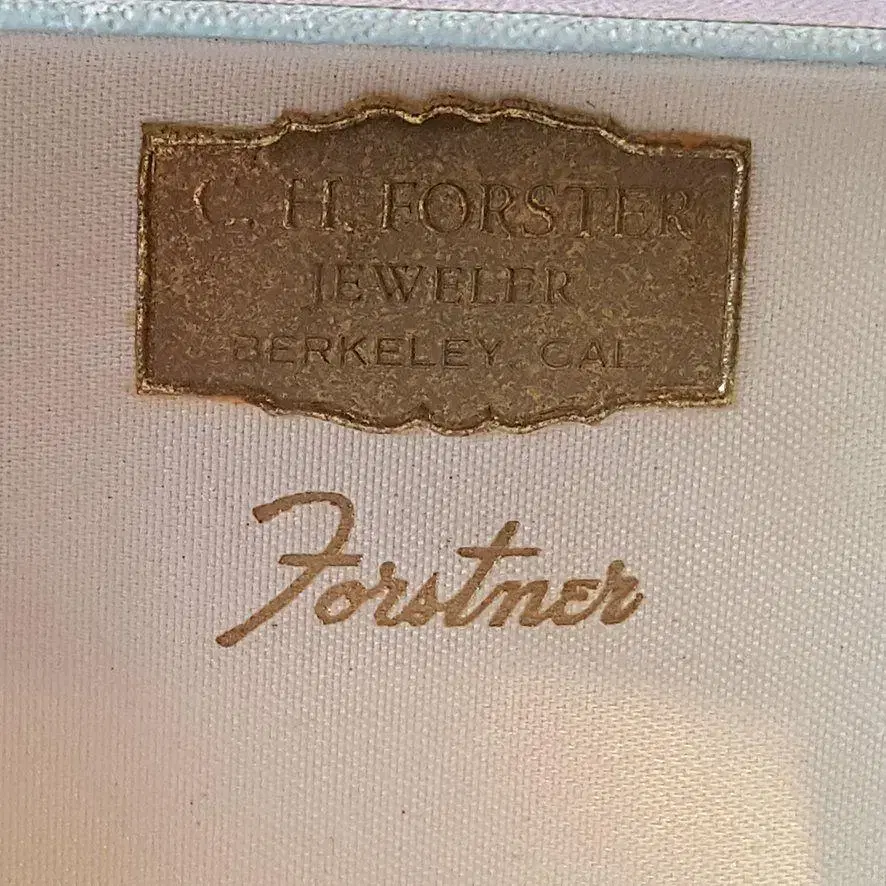 C. H. FORSTER
JEWELER
BERKELEY, CAL.
Forstner